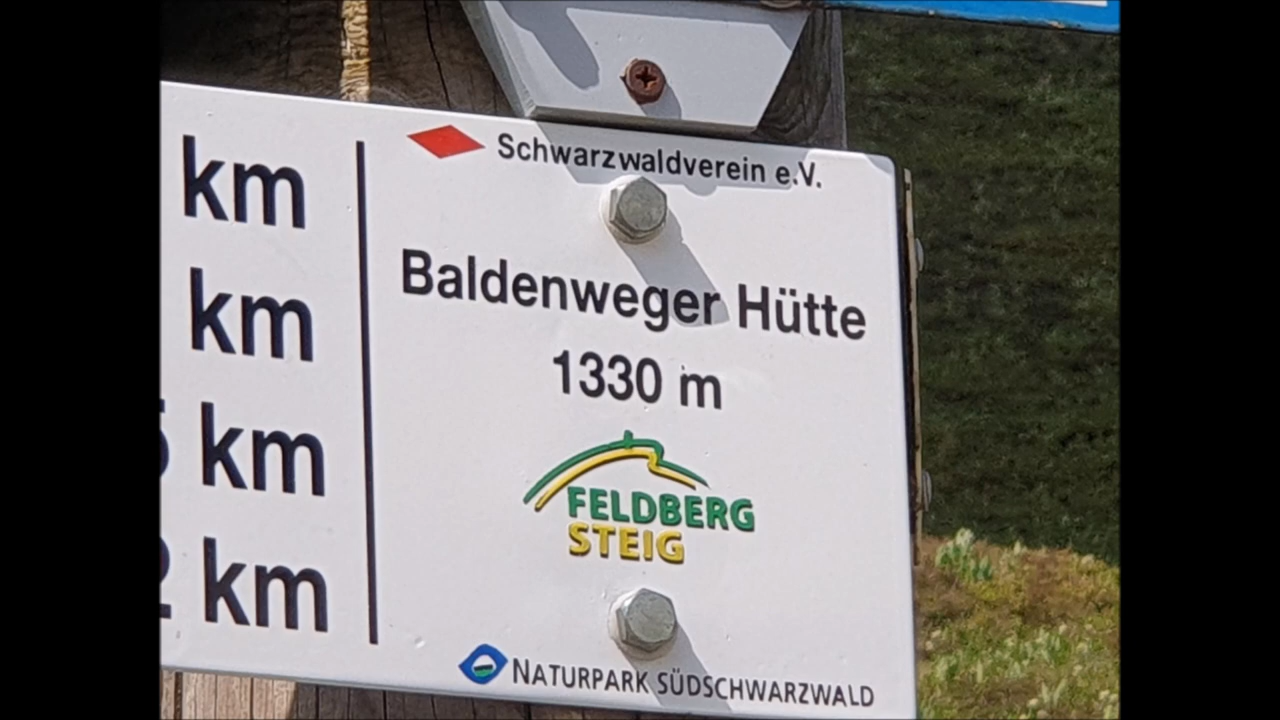 km
km
km
km
Schwarzwaldverein e.V.
Baldenweger Hütte
1330 m
FELDBERG
STEIG
NATURPARK SÜDSCHWARZWALD